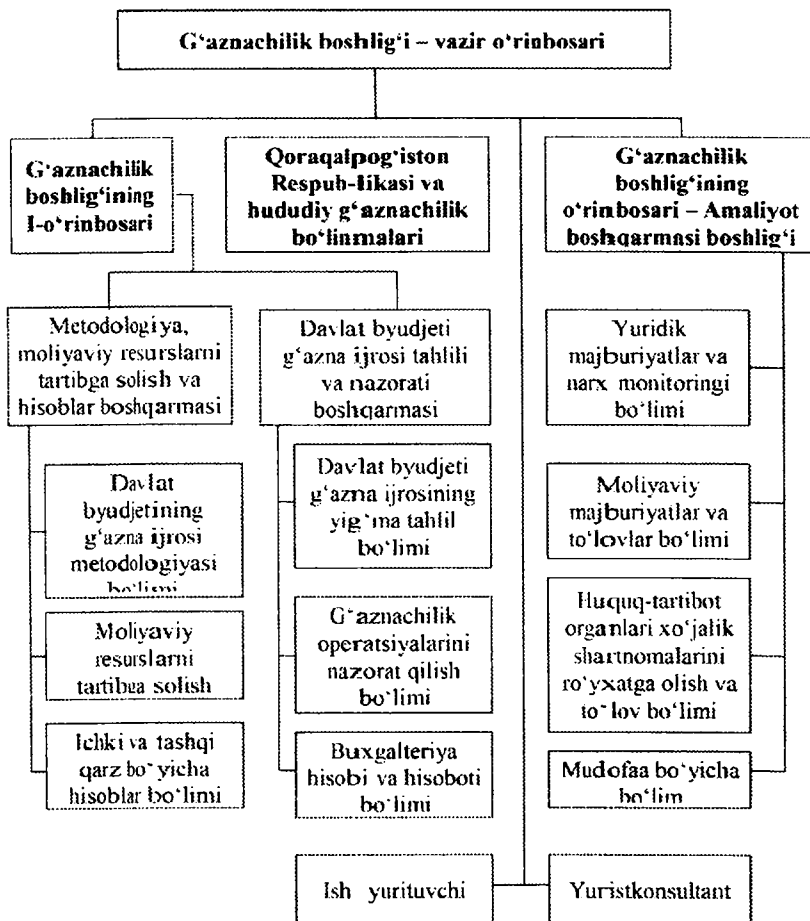 G‘aznachilik boshlig‘i – vazir o‘rinbosari
G‘aznachilik
boshlig‘ining
I-o‘rinbosari
Qoraqalpog‘iston
Respub-likasi va
hududiy g‘aznachilik
bo‘linmalari
G‘aznachilik
boshlig‘ining
o‘rinbosari – Amaliyot
boshqarmasi boshlig‘i
Metodologiya,
moliyaviy resurslarni
tartibga solish va
hisoblar boshqarmasi
Davlat byudjeti
g‘azna ijrosi tahlili
va nazorati
boshqarmasi
Yuridik
majburiyatlar va
narx monitoringi
bo‘limi
Davlat
byudjetining
g‘azna ijrosi
metodologiyasi
bo‘limi
Davlat byudjeti
g‘azna ijrosining
yig‘ma tahlil
bo‘limi
Moliyaviy
majburiyatlar va
to‘lovlar bo‘limi
Moliyaviy
resurslarni
tartibga solish
G‘aznachilik
operatsiyalarini
nazorat qilish
bo‘limi
Huquq-tartibot
organlari xo‘jalik
shartnomalarini
ro‘yxatga olish va
to‘lov bo‘limi
Ichki va tashqi
qarz bo‘yicha
hisoblar bo‘limi
Buxgalteriya
hisobi va hisoboti
bo‘limi
Mudofaa bo‘yicha
bo‘lim
Ish yurituvchi
Yuristkonsultant